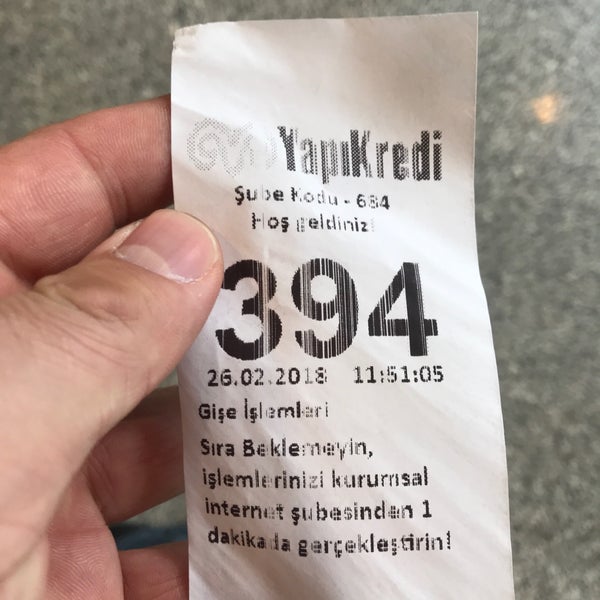 YapıKredi
Şube Kodu - 684
Hoş geldiniz!
394
26.02.2018 11:51:05
Gişe İşlemleri
Sıra Beklemeyin,
işlemlerinizi kurumsal
internet şubesinden 1
dakikada gerçekleştirin!